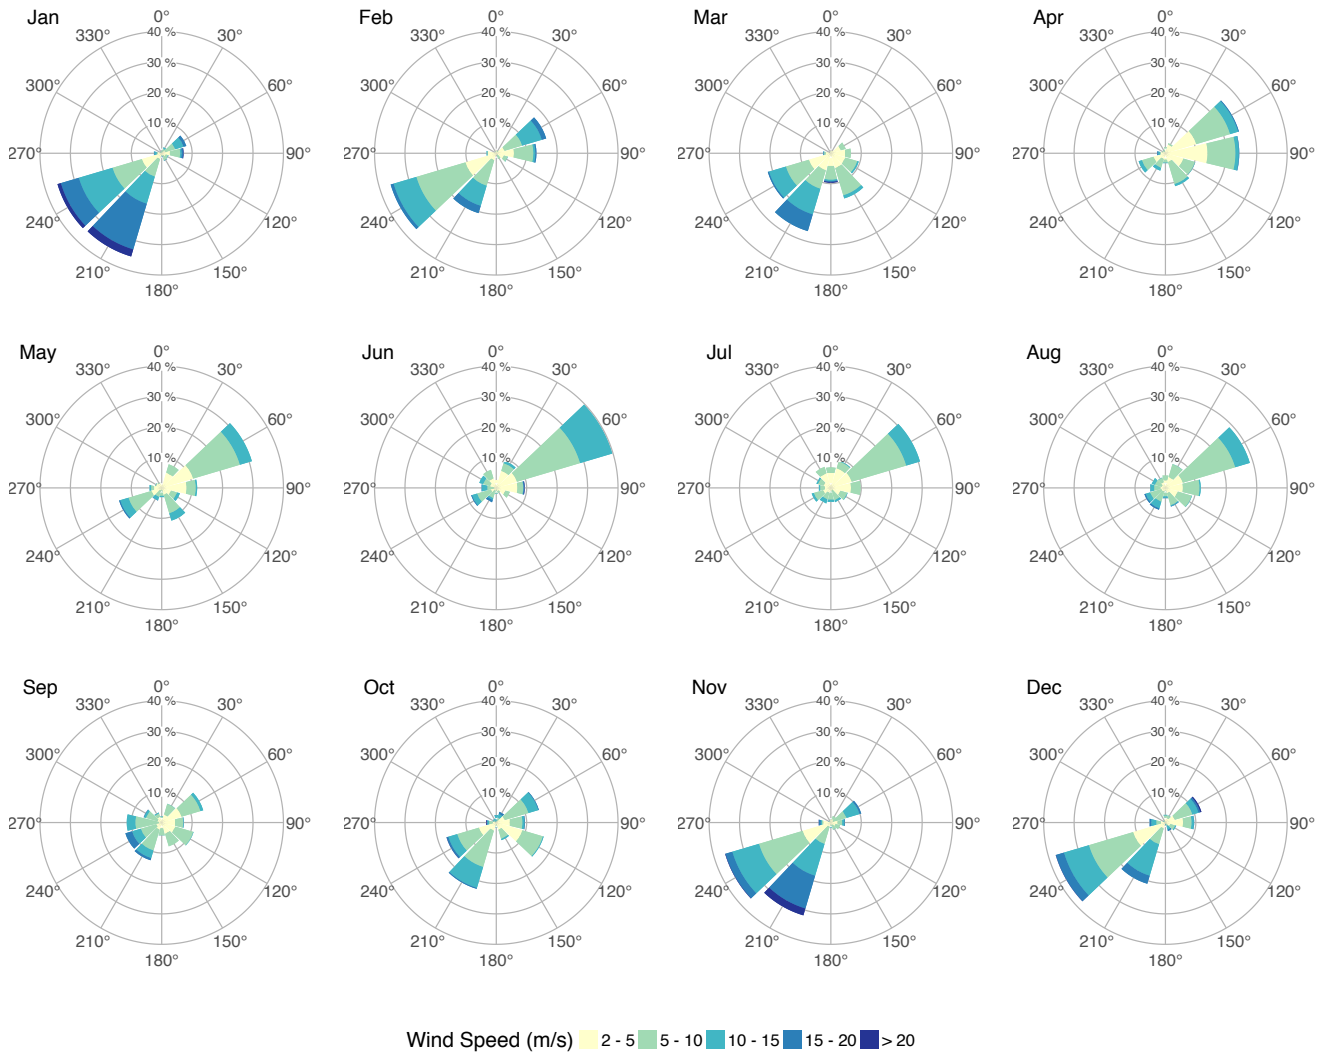 Jan 0° Feb 0° Mar 0° Apr 0°
330° 40 % 30° 330° 40 % 30° 330° 40 % 30° 330° 40 % 30°
30 % 30 % 30 % 30 %
300° 60° 300° 60° 300° 60° 300° 60°
20 % 20 % 20 % 20 %
10 % 10 % 10 % 10 %
270° 90° 270° 90° 270° 90° 270° 90°
240° 120° 240° 120° 240° 120° 240° 120°
210° 150° 210° 150° 210° 150° 210° 150°
180° 180° 180° 180°
May 0° Jun 0° Jul 0° Aug 0°
330° 40 % 30° 330° 40 % 30° 330° 40 % 30° 330° 40 % 30°
30 % 30 % 30 % 30 %
300° 60° 300° 60° 300° 60° 300° 60°
20 % 20 % 20 % 20 %
10 % 10 % 10 % 10 %
270° 90° 270° 90° 270° 90° 270° 90°
240° 120° 240° 120° 240° 120° 240° 120°
210° 150° 210° 150° 210° 150° 210° 150°
180° 180° 180° 180°
Sep 0° Oct 0° Nov 0° Dec 0°
330° 40 % 30° 330° 40 % 30° 330° 40 % 30° 330° 40 % 30°
30 % 30 % 30 % 30 %
300° 60° 300° 60° 300° 60° 300° 60°
20 % 20 % 20 % 20 %
10 % 10 % 10 % 10 %
270° 90° 270° 90° 270° 90° 270° 90°
240° 120° 240° 120° 240° 120° 240° 120°
210° 150° 210° 150° 210° 150° 210° 150°
180° 180° 180° 180°
Wind Speed (m/s) 2 - 5 5 - 10 10 - 15 15 - 20 > 20